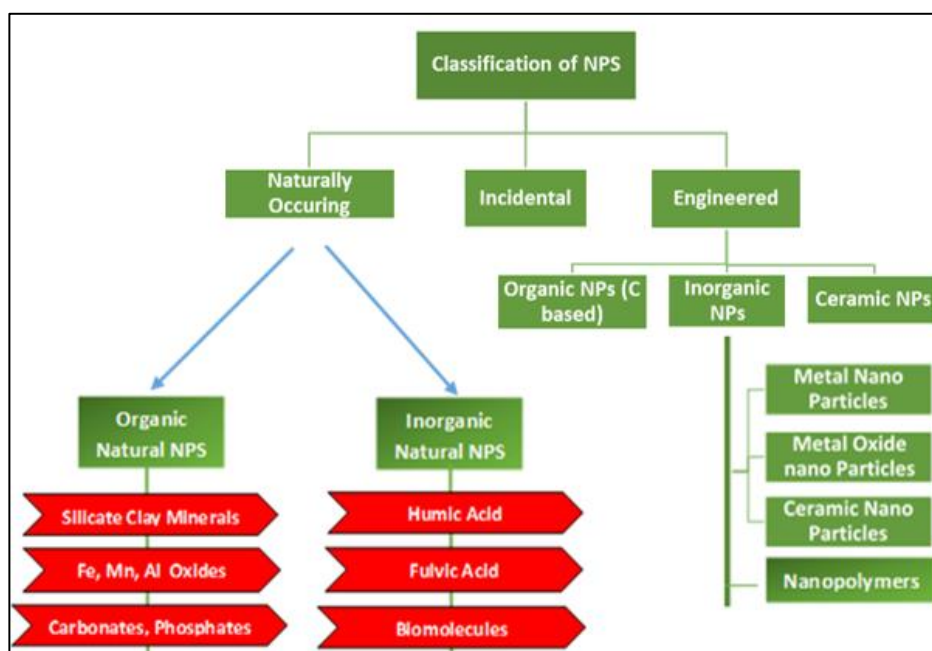 Classification of NPS
Naturally
Occuring
Incidental
Engineered
Organic NPs (C
based)
Inorganic
NPs
Ceramic NPs
Metal Nano
Particles
Metal Oxide
nano Particles
Ceramic Nano
Particles
Nanopolymers
Organic
Natural NPS
Silicate Clay Minerals
Fe, Mn, Al Oxides
Carbonates, Phosphates
Inorganic
Natural NPS
Humic Acid
Fulvic Acid
Biomolecules